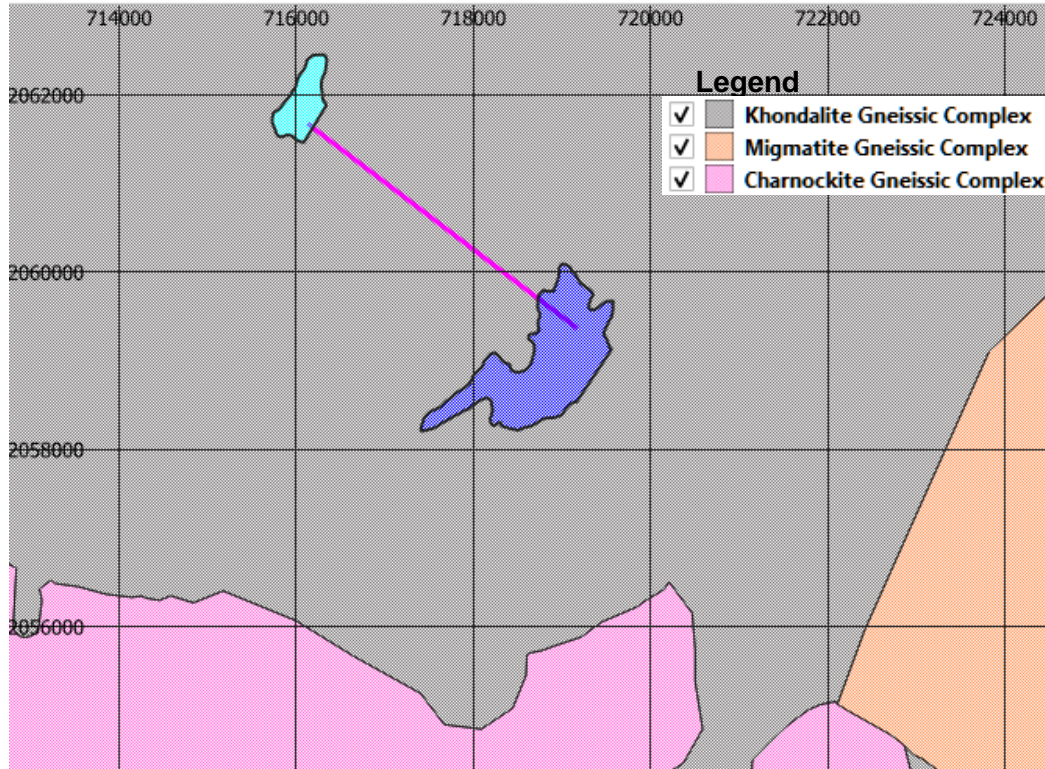 714000 716000 718000 720000 722000 724000
Legend
2062000
Khondalite Gneissic Complex
Migmatite Gneissic Complex
Charnockite Gneissic Complex
2060000
2058000
2056000